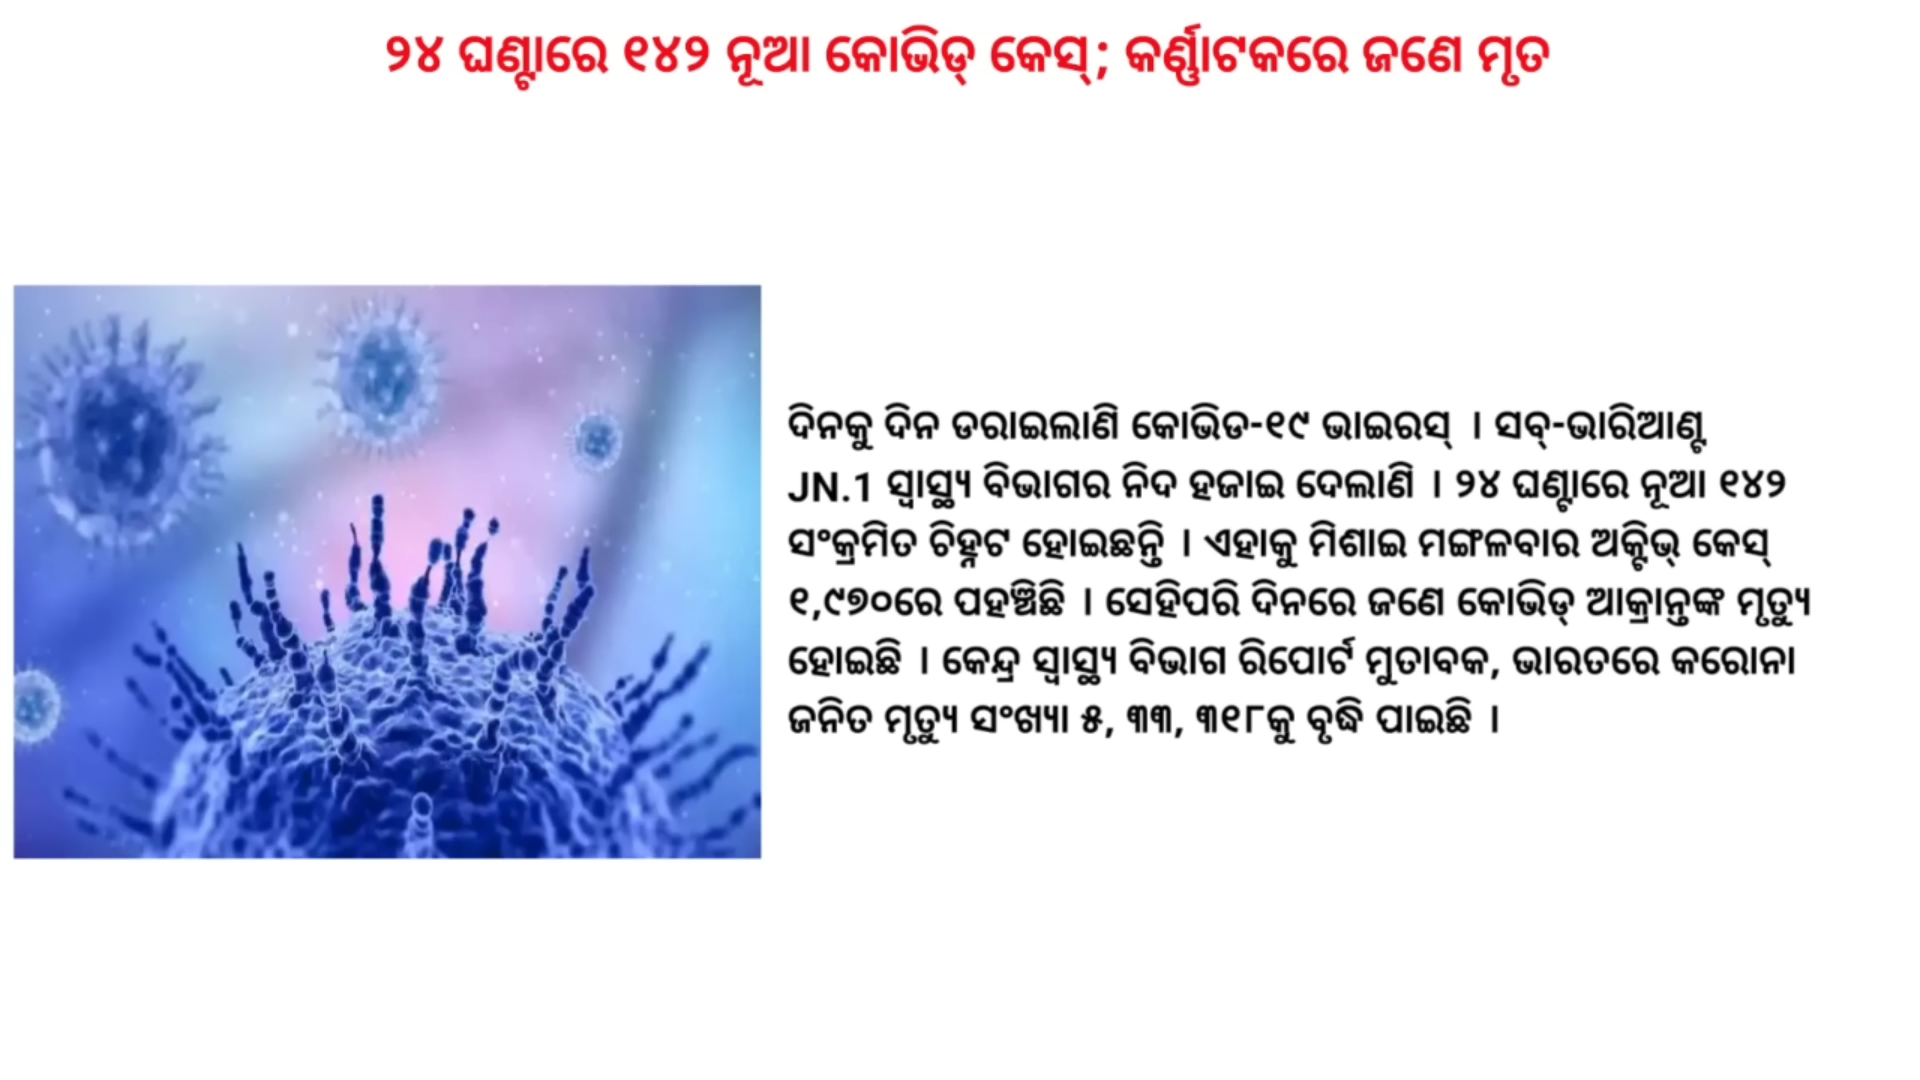 ୨୪ ଘଣ୍ଟାରେ ୧୪୨ ନୂଆ କୋଭିଡ୍ କେସ୍; କର୍ଣ୍ଣାଟକରେ ଜଣେ ମୃତ
ଦିନକୁ ଦିନ ଡରାଇଲାଣି କୋଭିଡ-୧୯ ଭାଇରସ୍ । ସବ୍-ଭାରିଆଣ୍ଟ
JN.1 ସ୍ୱାସ୍ଥ୍ୟ ବିଭାଗର ନିଦ ହଜାଇ ଦେଲାଣି । ୨୪ ଘଣ୍ଟାରେ ନୂଆ ୧୪୨
ସଂକ୍ରମିତ ଚିହ୍ନଟ ହୋଇଛନ୍ତି । ଏହାକୁ ମିଶାଇ ମଙ୍ଗଳବାର ଅକ୍ଟିଭ୍ କେସ୍
୧,୯୭୦ରେ ପହଞ୍ଚିଛି । ସେହିପରି ଦିନରେ ଜଣେ କୋଭିଡ୍ ଆକ୍ରାନ୍ତଙ୍କ ମୃତ୍ୟୁ
ହୋଇଛି । କେନ୍ଦ୍ର ସ୍ୱାସ୍ଥ୍ୟ ବିଭାଗ ରିପୋର୍ଟ ମୁତାବକ, ଭାରତରେ କରୋନା
ଜନିତ ମୃତ୍ୟୁ ସଂଖ୍ୟା ୫, ୩୩, ୩୧୮କୁ ବୃଦ୍ଧି ପାଇଛି ।